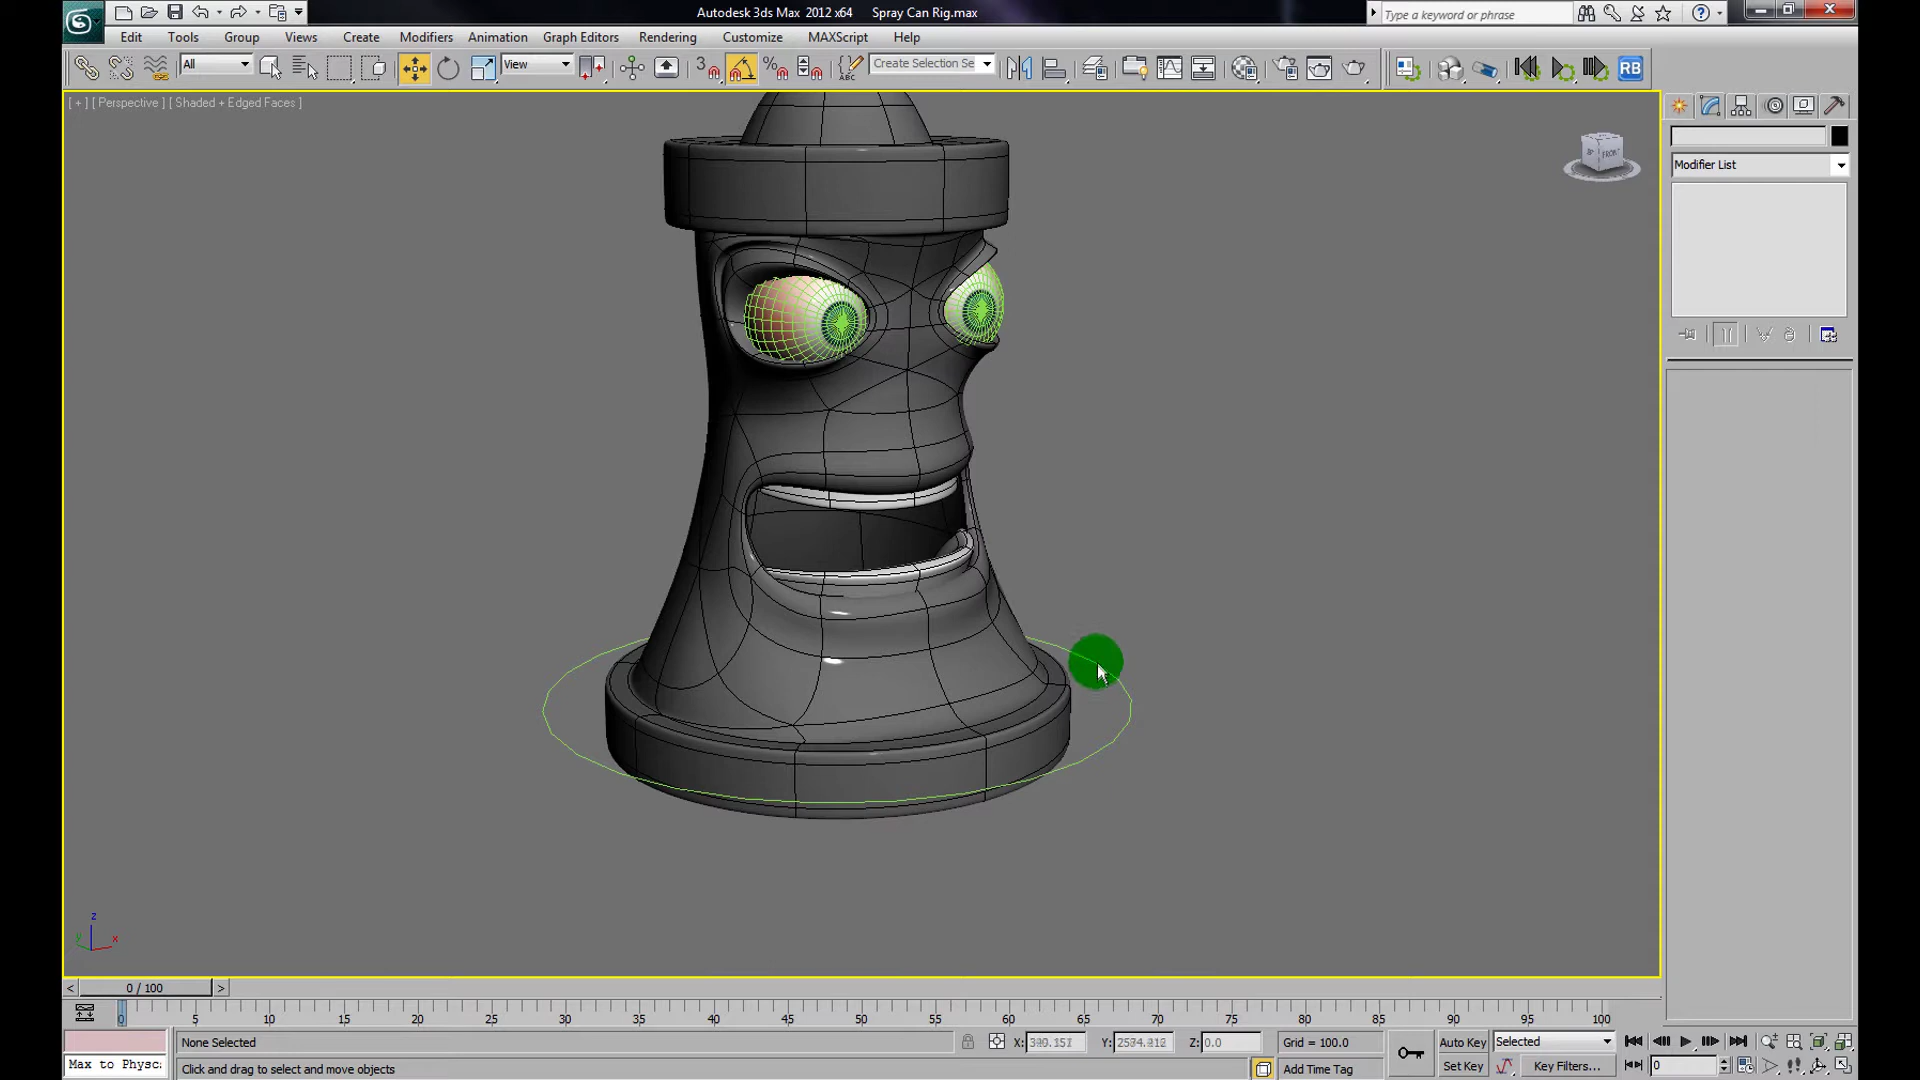 Autodesk 3ds Max 2012 x64 Spray Can Rig.max
Type a keyword or phrase
Edit Tools Group Views Create Modifiers Animation Graph Editors Rendering Customize MAXScript Help
All View 3 Create Selection Se RB
[ + ] [ Perspective ] [ Shaded + Edged Faces ]
FRONT
Modifier List
z
y x
< 0 / 100 >
0 5 10 15 20 25 30 35 40 45 50 55 60 65 70 75 80 85 90 95 100
None Selected X: Y: Z: 0.0 Grid = 100.0 Auto Key Selected
Max to Physc: Click and drag to select and move objects Add Time Tag Set Key Key Filters... 0